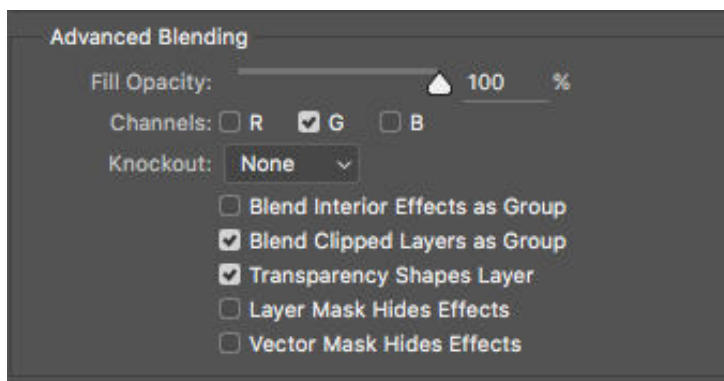 Advanced Blending
Fill Opacity: 100 %
Channels: R G B
Knockout: None
Blend Interior Effects as Group
Blend Clipped Layers as Group
Transparency Shapes Layer
Layer Mask Hides Effects
Vector Mask Hides Effects